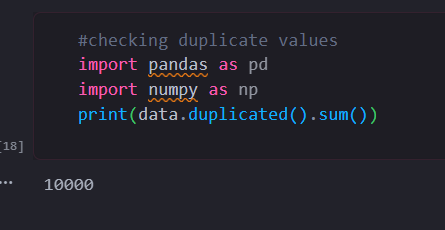 #checking duplicate values
import pandas as pd
import numpy as np
print(data.duplicated().sum())
[18]
... 10000